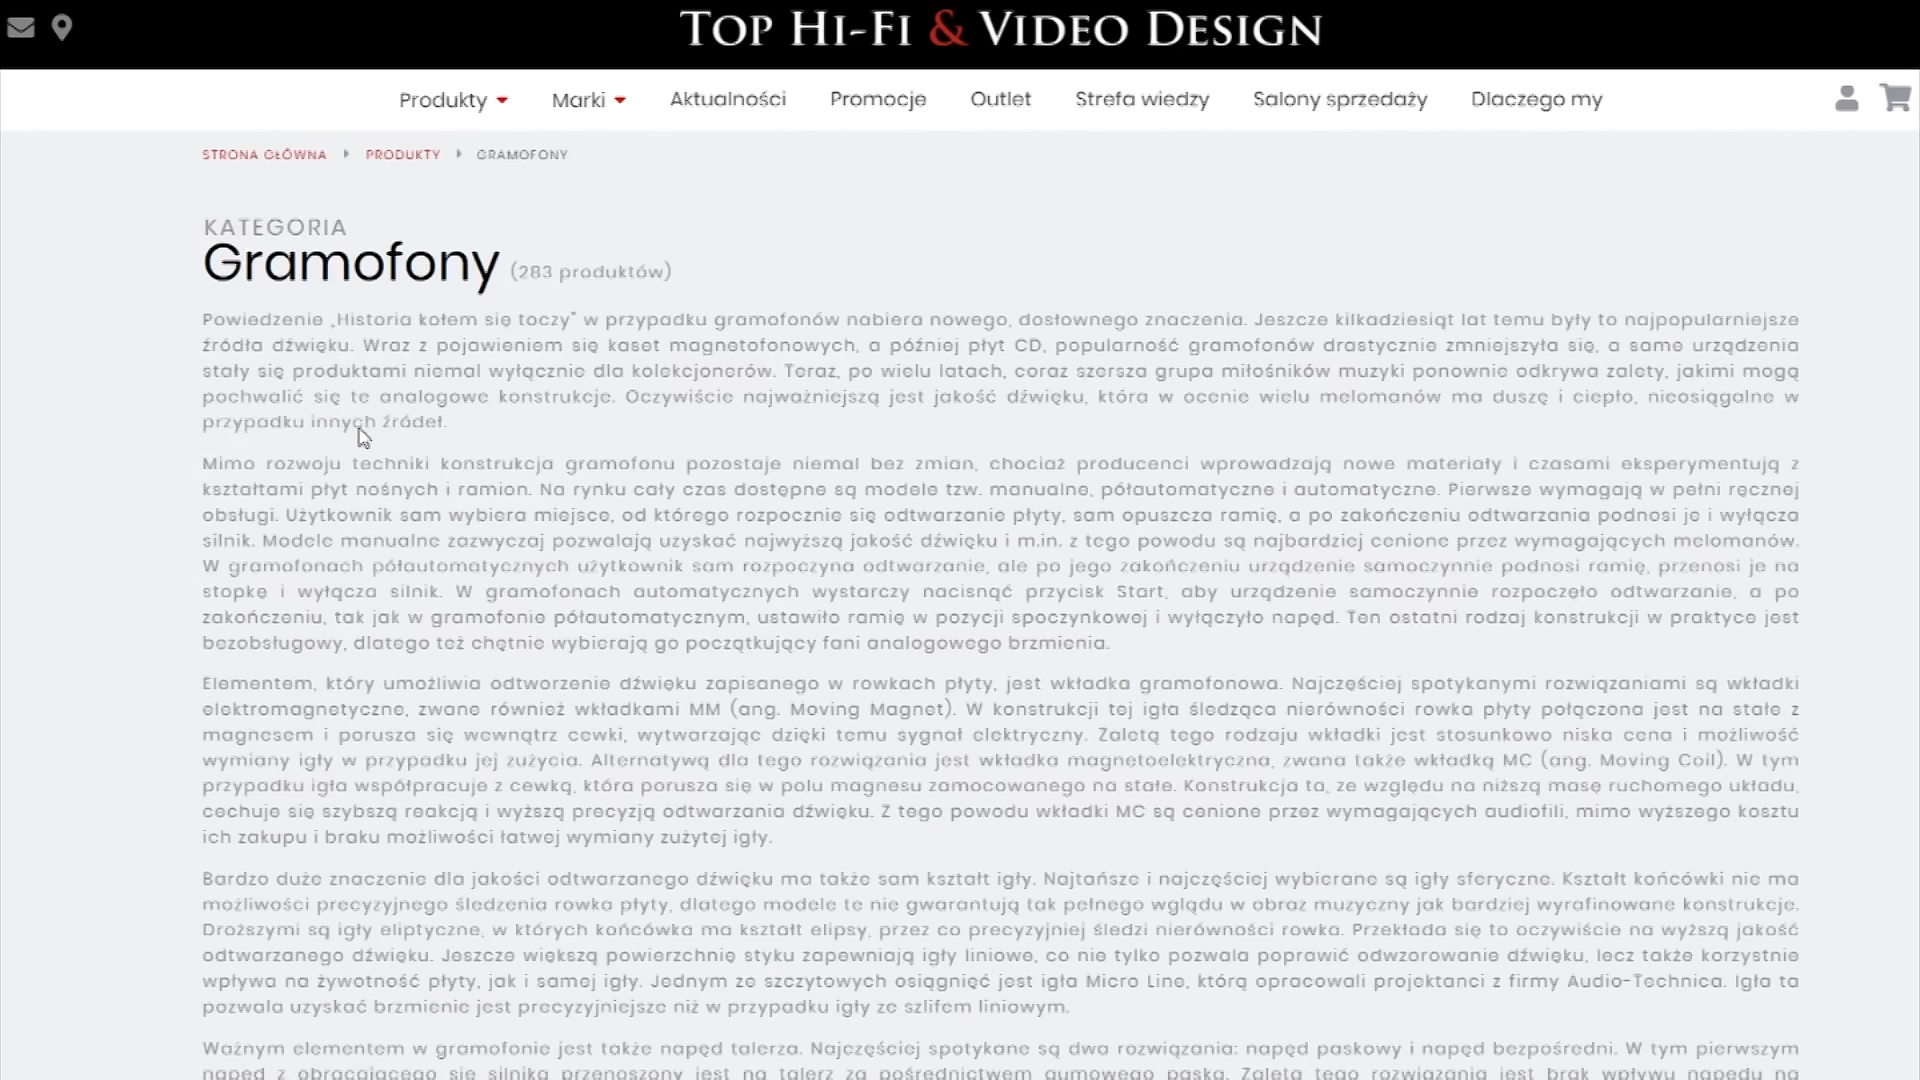 TOP HI-FI & VIDEO DESIGN
Produkty Marki Aktualności Promocje Outlet Strefa wiedzy Salony sprzedaży Dlaczego my
STRONA GŁÓWNA PRODUKTY GRAMOFONY
KATEGORIA
Gramofony (283 produktów)
Powiedzenie „Historia kołem się toczy" w przypadku gramofonów nabiera nowego, dosłownego znaczenia. Jeszcze kilkadziesiąt lat temu były to najpopularniejsze
źródła dźwięku. Wraz z pojawieniem się kaset magnetofonowych, a później płyt CD, popularność gramofonów drastycznie zmniejszyła się, a same urządzenia
stały się produktami niemal wyłącznie dla kolekcjonerów. Teraz, po wielu latach, coraz szersza grupa miłośników muzyki ponownie odkrywa zalety, jakimi mogą
pochwalić się te analogowe konstrukcje. Oczywiście najważniejszą jest jakość dźwięku, która w ocenie wielu melomanów ma duszę i ciepło, nieosiągalne w
przypadku innych źródeł.
Mimo rozwoju techniki konstrukcja gramofonu pozostaje niemal bez zmian, chociaż producenci wprowadzają nowe materiały i czasami eksperymentują z
kształtami płyt nośnych i ramion. Na rynku cały czas dostępne są modele tzw. manualne, półautomatyczne i automatyczne. Pierwsze wymagają w pełni ręcznej
obsługi. Użytkownik sam wybiera miejsce, od którego rozpocznie się odtwarzanie płyty, sam opuszcza ramię, a po zakończeniu odtwarzania podnosi je i wyłącza
silnik. Modele manualne zazwyczaj pozwalają uzyskać najwyższą jakość dźwięku i m.in. z tego powodu są najbardziej cenione przez wymagających melomanów.
W gramofonach półautomatycznych użytkownik sam rozpoczyna odtwarzanie, ale po jego zakończeniu urządzenie samoczynnie podnosi ramię, przenosi je na
stopkę i wyłącza silnik. W gramofonach automatycznych wystarczy nacisnąć przycisk Start, aby urządzenie samoczynnie rozpoczęło odtwarzanie, a po
zakończeniu, tak jak w gramofonie półautomatycznym, ustawiło ramię w pozycji spoczynkowej i wyłączyło napęd. Ten ostatni rodzaj konstrukcji w praktyce jest
bezobsługowy, dlatego też chętnie wybierają go początkujący fani analogowego brzmienia.
Elementem, który umożliwia odtworzenie dźwięku zapisanego w rowkach płyty, jest wkładka gramofonowa. Najczęściej spotykanymi rozwiązaniami są wkładki
elektromagnetyczne, zwane również wkładkami MM (ang. Moving Magnet). W konstrukcji tej igła śledząca nierówności rowka płyty połączona jest na stałe z
magnesem i porusza się wewnątrz cewki, wytwarzając dzięki temu sygnał elektryczny. Zaletą tego rodzaju wkładki jest stosunkowo niska cena i możliwość
wymiany igły w przypadku jej zużycia. Alternatywą dla tego rozwiązania jest wkładka magnetoelektryczna, zwana także wkładką MC (ang. Moving Coil). W tym
przypadku igła współpracuje z cewką, która porusza się w polu magnesu zamocowanego na stałe. Konstrukcja ta, ze względu na niższą masę ruchomego układu,
cechuje się szybszą reakcją i wyższą precyzją odtwarzania dźwięku. Z tego powodu wkładki MC są cenione przez wymagających audiofili, mimo wyższego kosztu
ich zakupu i braku możliwości łatwej wymiany zużytej igły.
Bardzo duże znaczenie dla jakości odtwarzanego dźwięku ma także sam kształt igły. Najtańsze i najczęściej wybierane są igły sferyczne. Kształt końcówki nie ma
możliwości precyzyjnego śledzenia rowka płyty, dlatego modele te nie gwarantują tak pełnego wglądu w obraz muzyczny jak bardziej wyrafinowane konstrukcje.
Droższymi są igły eliptyczne, w których końcówka ma kształt elipsy, przez co precyzyjniej śledzi nierówności rowka. Przekłada się to oczywiście na wyższą jakość
odtwarzanego dźwięku. Jeszcze większą powierzchnię styku zapewniają igły liniowe, co nie tylko pozwala poprawić odwzorowanie dźwięku, lecz także korzystnie
wpływa na żywotność płyty, jak i samej igły. Jednym ze szczytowych osiągnięć jest igła Micro Line, którą opracowali projektanci z firmy Audio-Technica. Igła ta
pozwala uzyskać brzmienie jest precyzyjniejsze niż w przypadku igły ze szlifem liniowym.
Ważnym elementem w gramofonie jest także napęd talerza. Najczęściej spotykane są dwa rozwiązania: napęd paskowy i napęd bezpośredni. W tym pierwszym
napęd z obracającego się silnika przenoszony jest na talerz za pośrednictwem gumowego paska. Zaletą tego rozwiązania jest brak wpływu napędu na